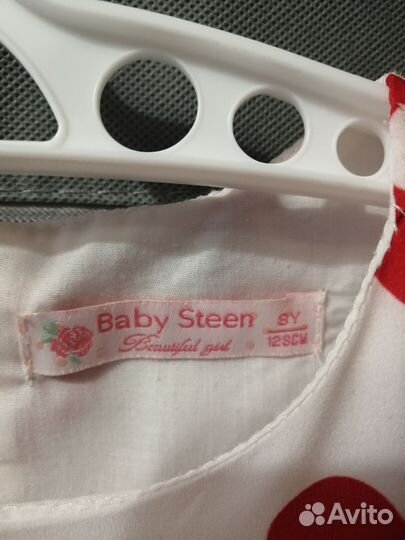 Baby Steen
Beautiful girl
8Y
128CM
Avito